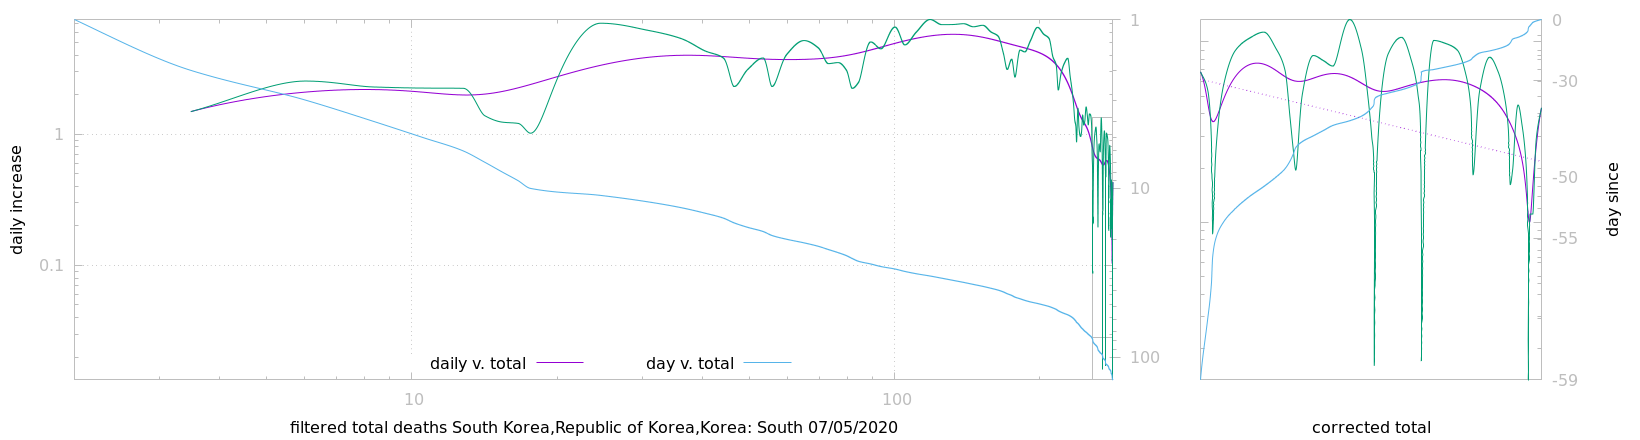 daily increase
1
0.1
10
100
1
10
100
daily v. total
day v. total
filtered total deaths South Korea,Republic of Korea,Korea: South 07/05/2020
0
-30
-50
-55
-59
day since
corrected total